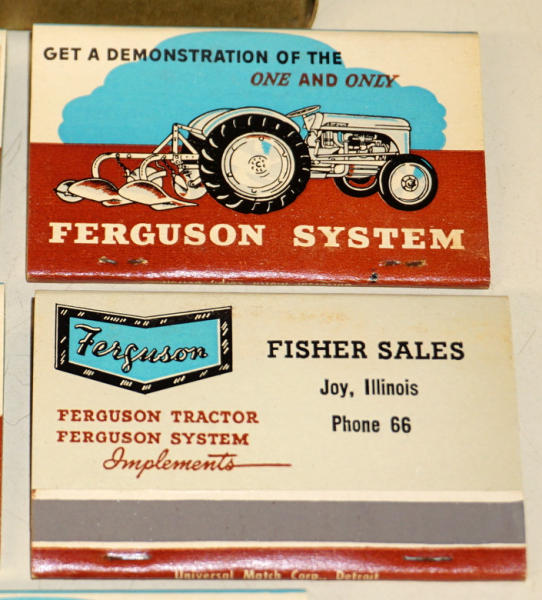 GET A DEMONSTRATION OF THE
ONE AND ONLY
FERGUSON SYSTEM
Ferguson
FISHER SALES
Joy, Illinois
Phone 66
FERGUSON TRACTOR
FERGUSON SYSTEM
Implements
Universal Match Corp., Detroit